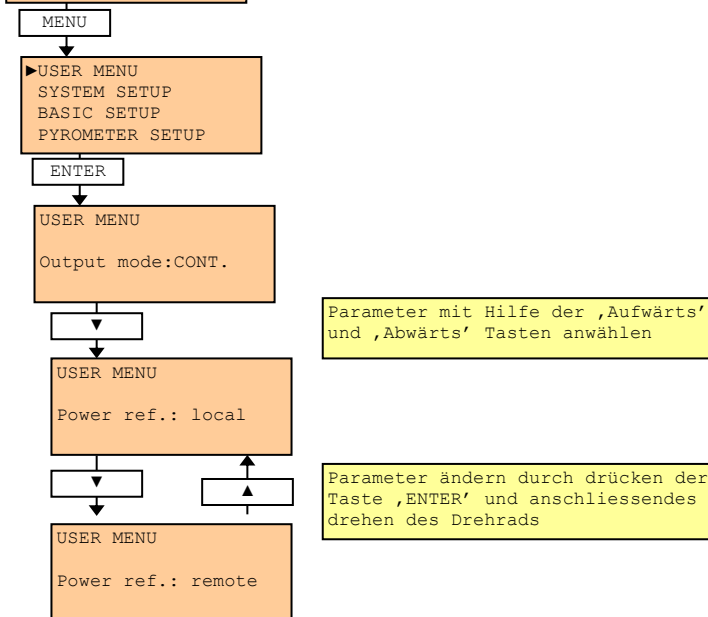 MENU
►USER MENU
SYSTEM SETUP
BASIC SETUP
PYROMETER SETUP
ENTER
USER MENU
Output mode:CONT.
▼
Parameter mit Hilfe der ‚Aufwärts’
und ‚Abwärts’ Tasten anwählen
USER MENU
Power ref.: local
▼
▲
Parameter ändern durch drücken der
Taste ‚ENTER’ und anschliessendes
drehen des Drehrads
USER MENU
Power ref.: remote